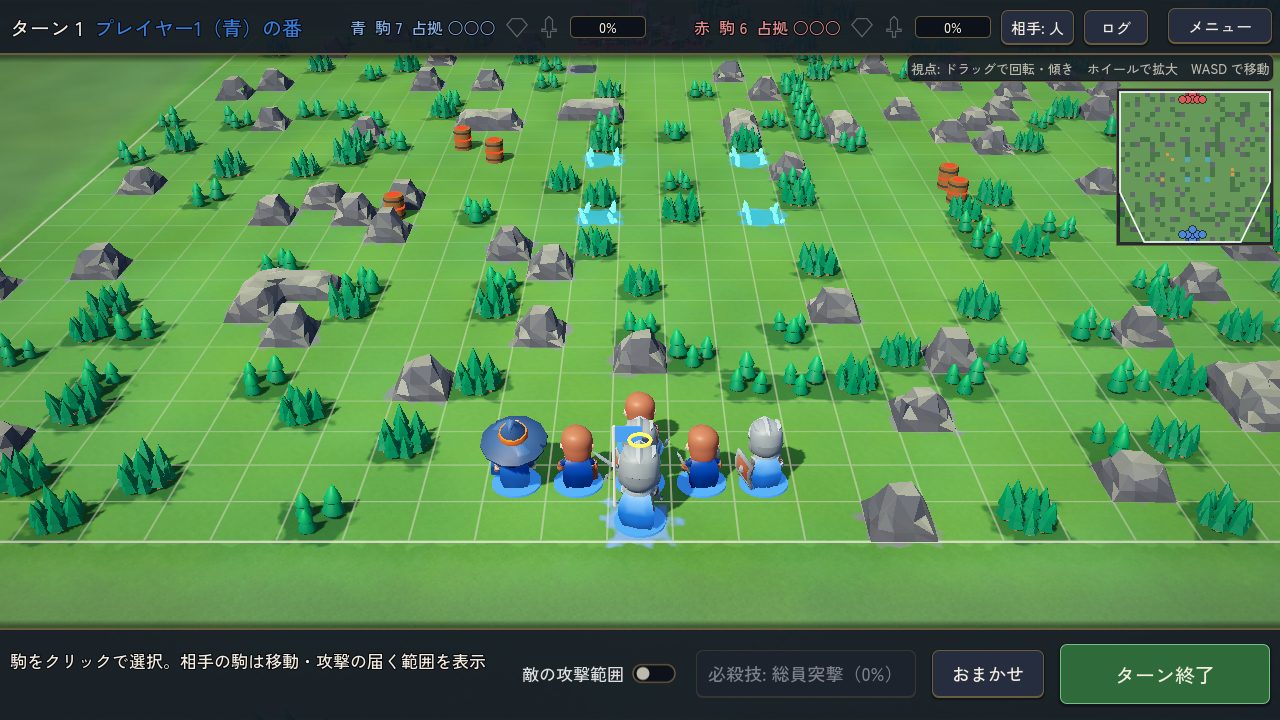 ターン 1 プレイヤー1（青）の番 青 駒 7 占拠 〇〇〇 0% 赤 駒 6 占拠 〇〇〇 0% 相手: 人 ログ メニュー
視点: ドラッグで回転・傾き ホイールで拡大 WASD で移動
駒をクリックで選択。相手の駒は移動・攻撃の届く範囲を表示
敵の攻撃範囲 必殺技: 総員突撃（0%） おまかせ ターン終了